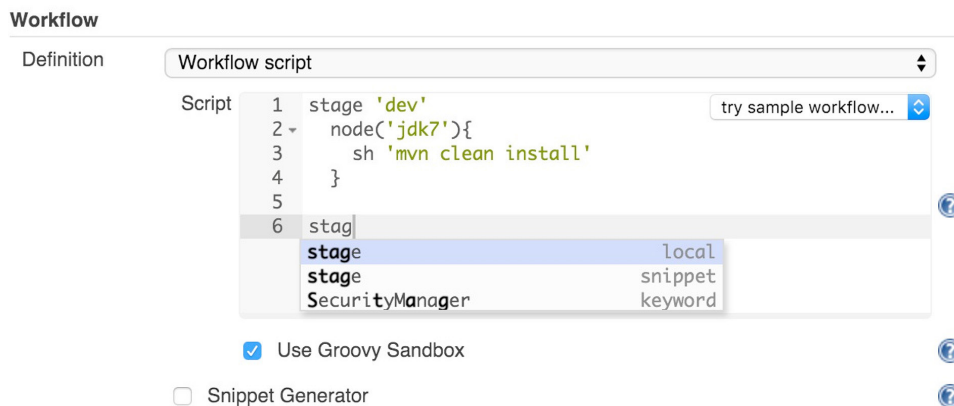 Workflow
Definition Workflow script
Script try sample workflow...
1 stage 'dev'
2 node('jdk7'){
3 sh 'mvn clean install'
4 }
5
6 stag
stage local
stage snippet
SecurityManager keyword
Use Groovy Sandbox
Snippet Generator